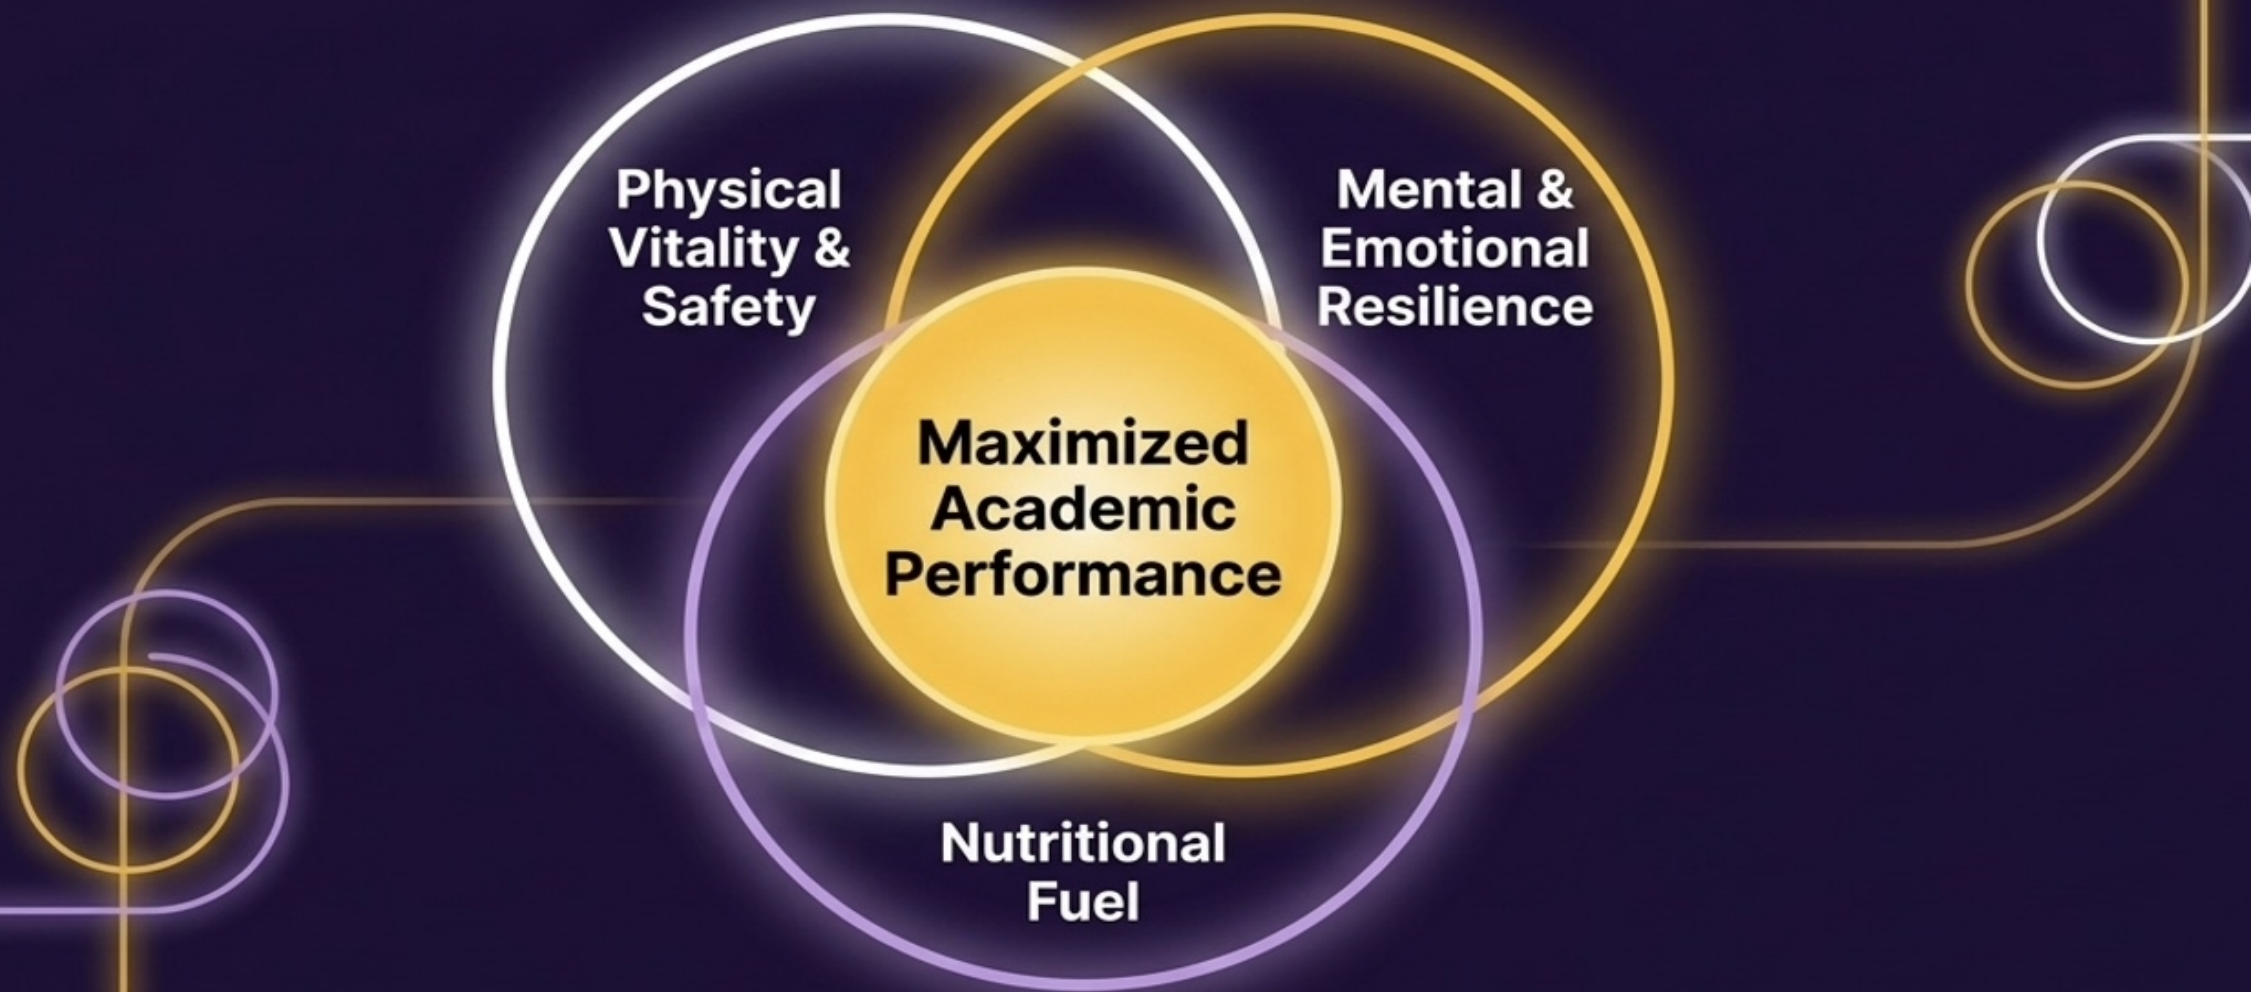 Physical
Vitality &
Safety
Mental &
Emotional
Resilience
Maximized
Academic
Performance
Nutritional
Fuel